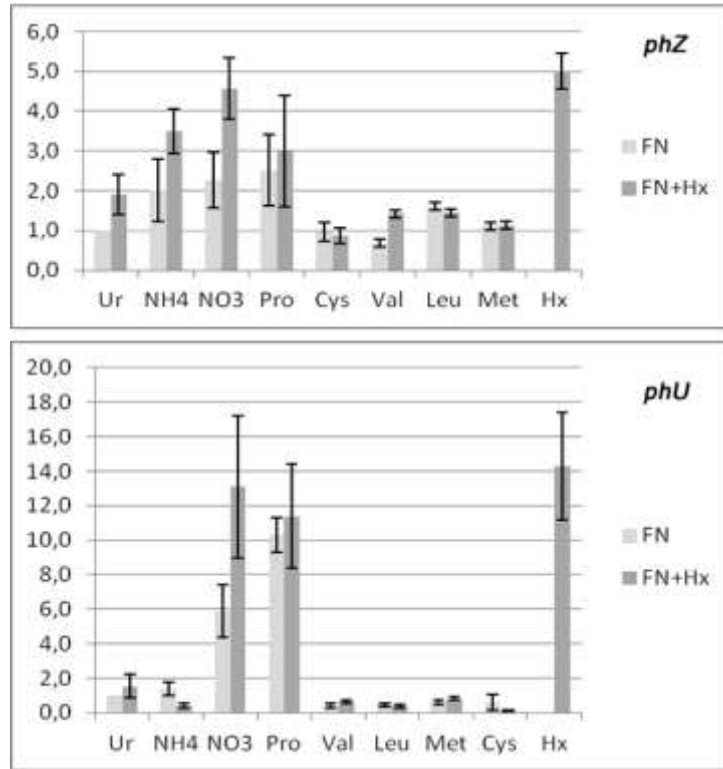 phZ
6,0
5,0
4,0
3,0
2,0
1,0
0,0
Ur NH4 NO3 Pro Cys Val Leu Met Hx
FN
FN+Hx
phU
20,0
18,0
16,0
14,0
12,0
10,0
8,0
6,0
4,0
2,0
0,0
Ur NH4 NO3 Pro Val Leu Met Cys Hx
FN
FN+Hx